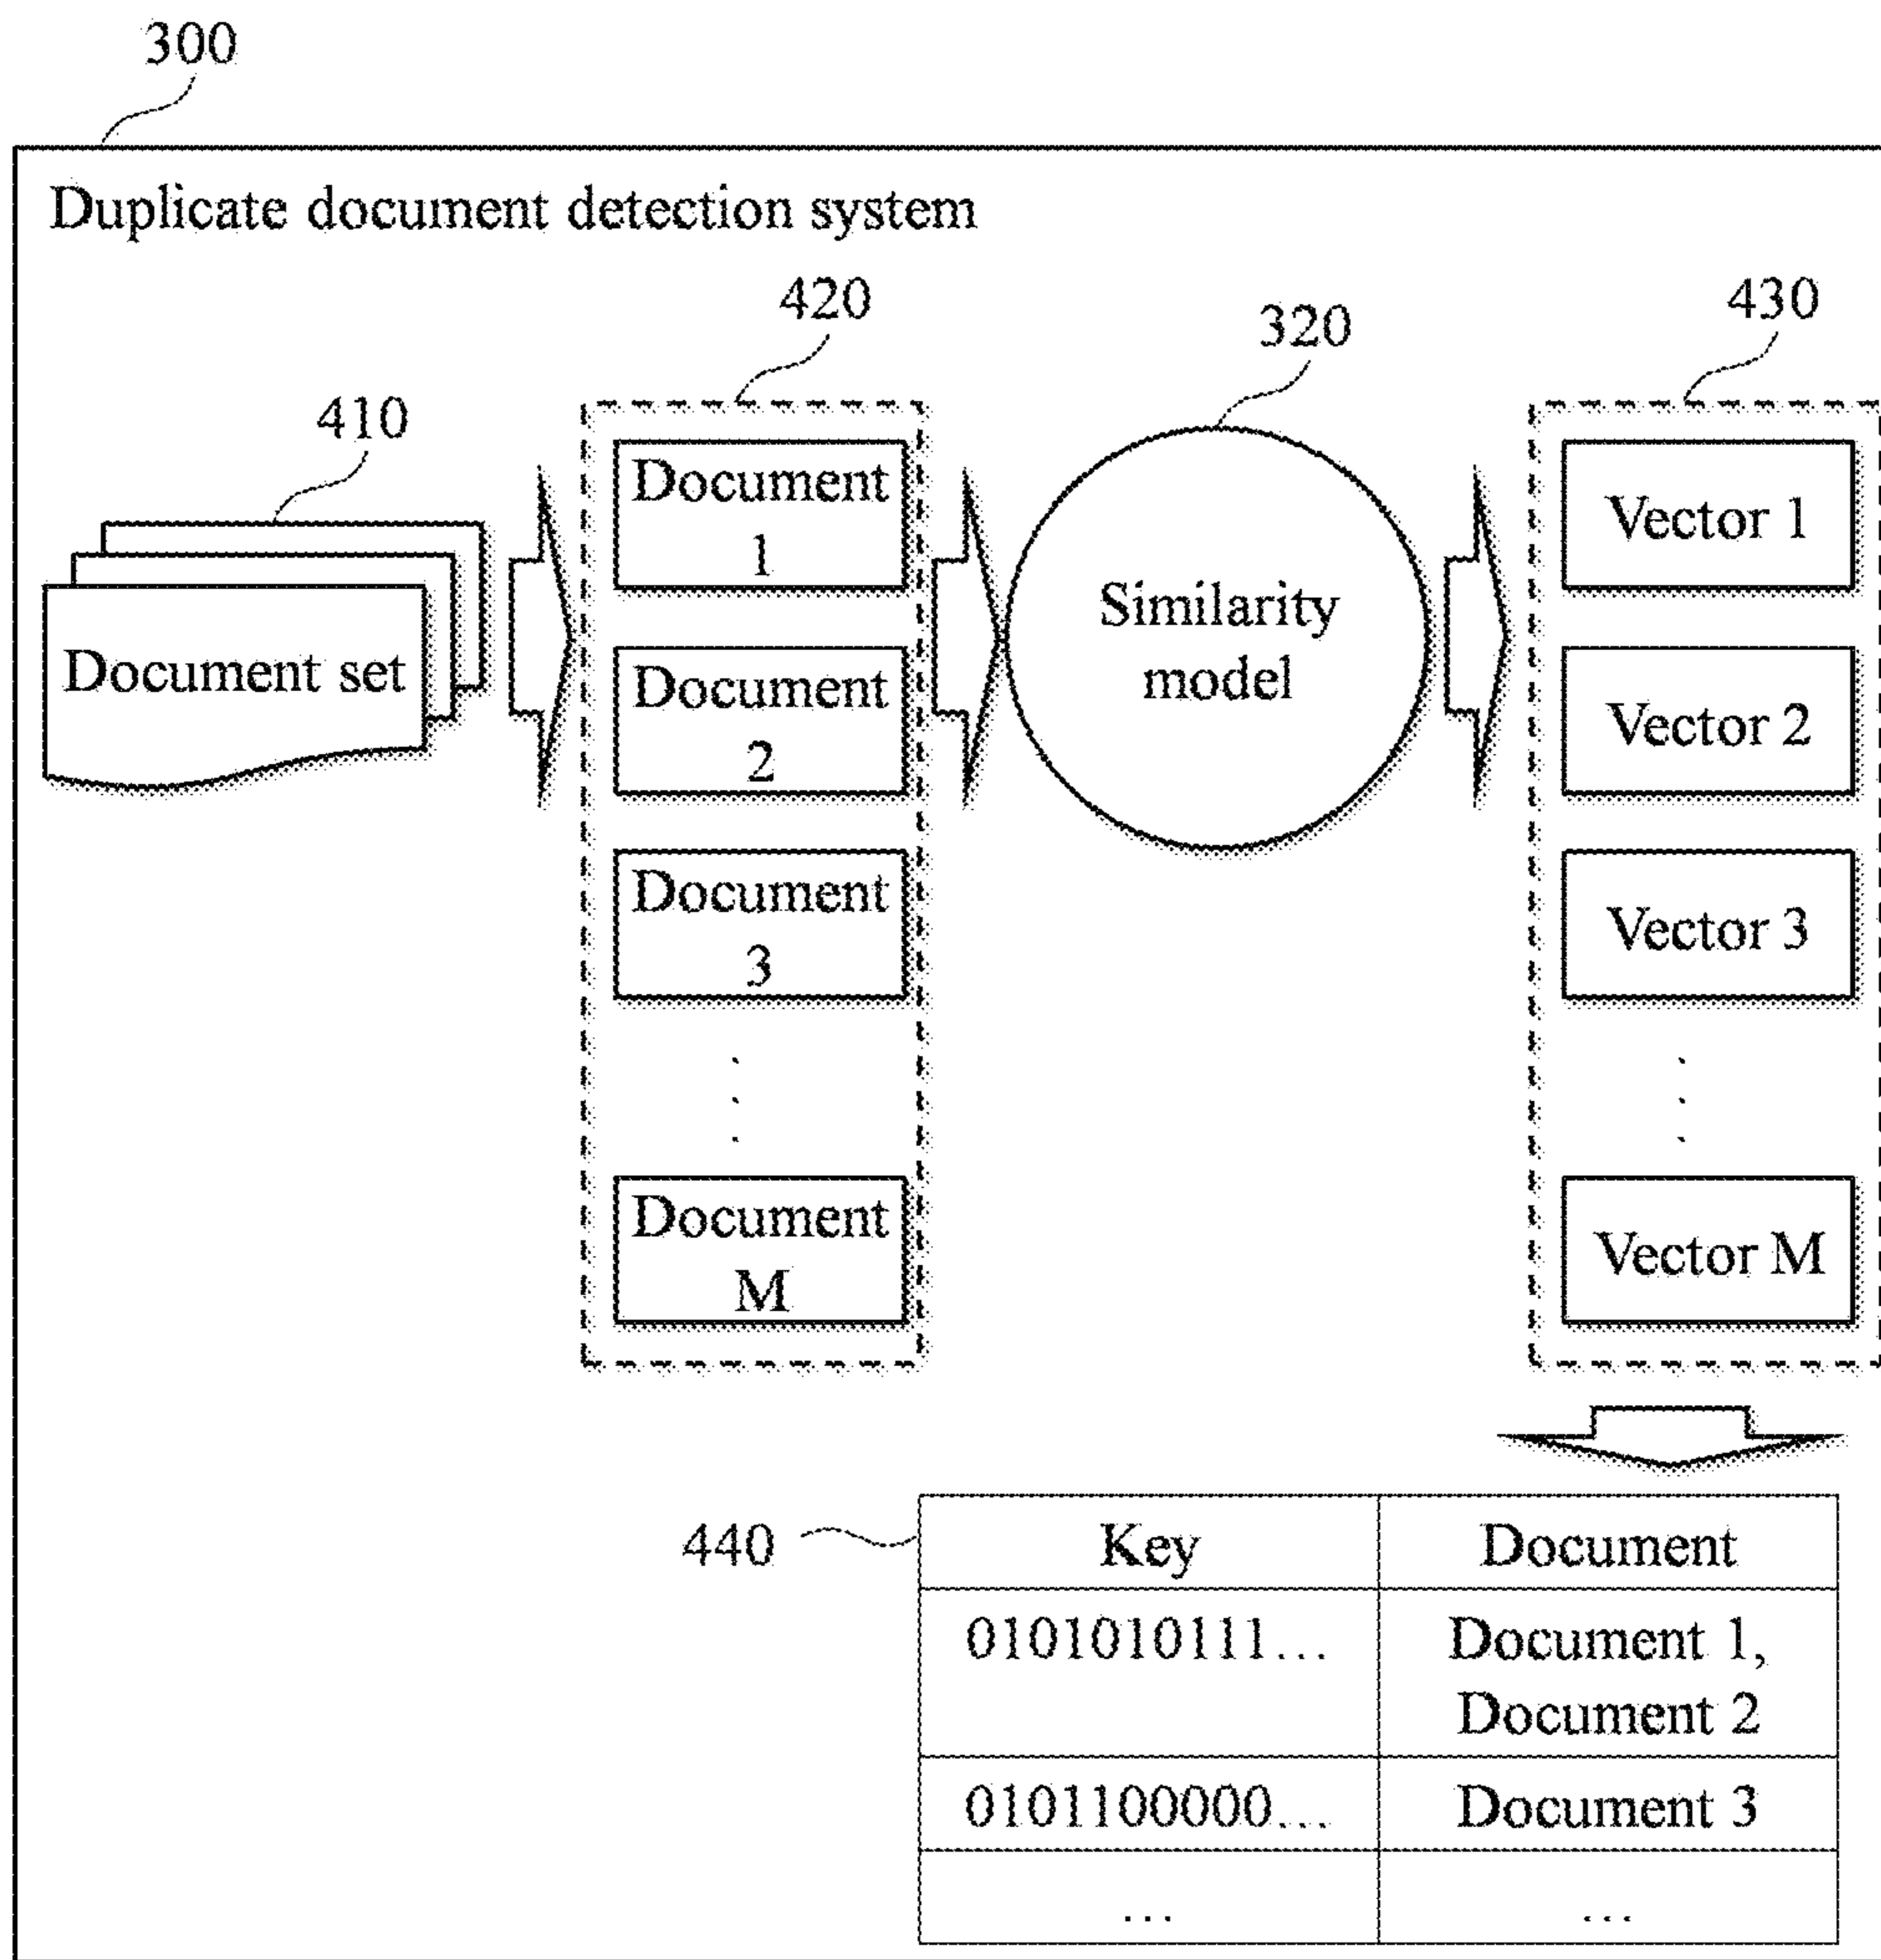 300
Duplicate document detection system
420
430
320
410
Document
1
Document
2
Document
3
.
.
.
Document
M
Document set
Similarity
model
Vector 1
Vector 2
Vector 3
.
.
.
Vector M
440
Key
Document
0101010111...
Document 1,
Document 2
0101100000...
Document 3
...
...